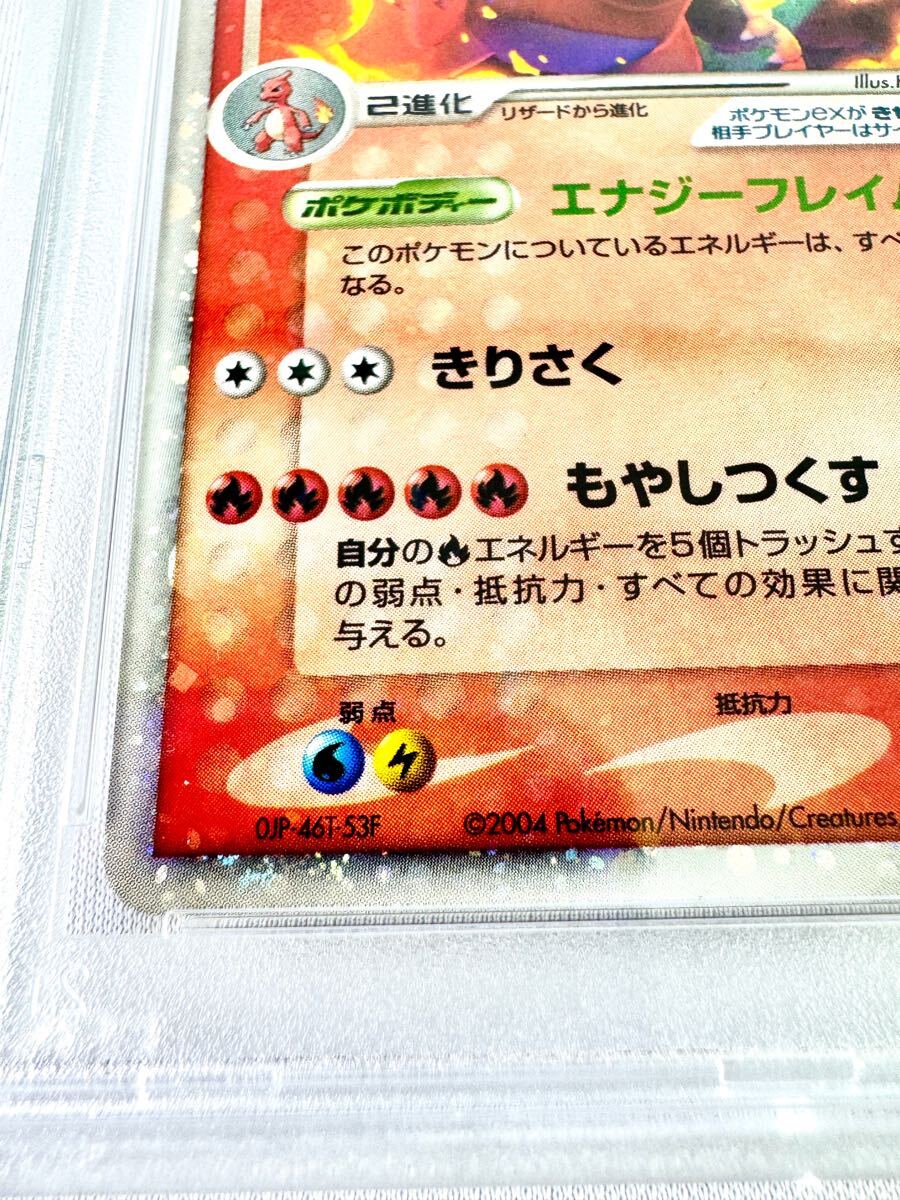 Illus.
2進化 リザードから進化
ポケモンexが きぜ
相手プレイヤーはサイ
ポケボディー エナジーフレイム
このポケモンについているエネルギーは、すべ
なる。
きりさく
もやしつくす
自分のエネルギーを5個トラッシュす
の弱点・抵抗力・すべての効果に関
与える。
弱点 抵抗力
0JP-46T-53F ©2004 Pokémon/Nintendo/Creatures